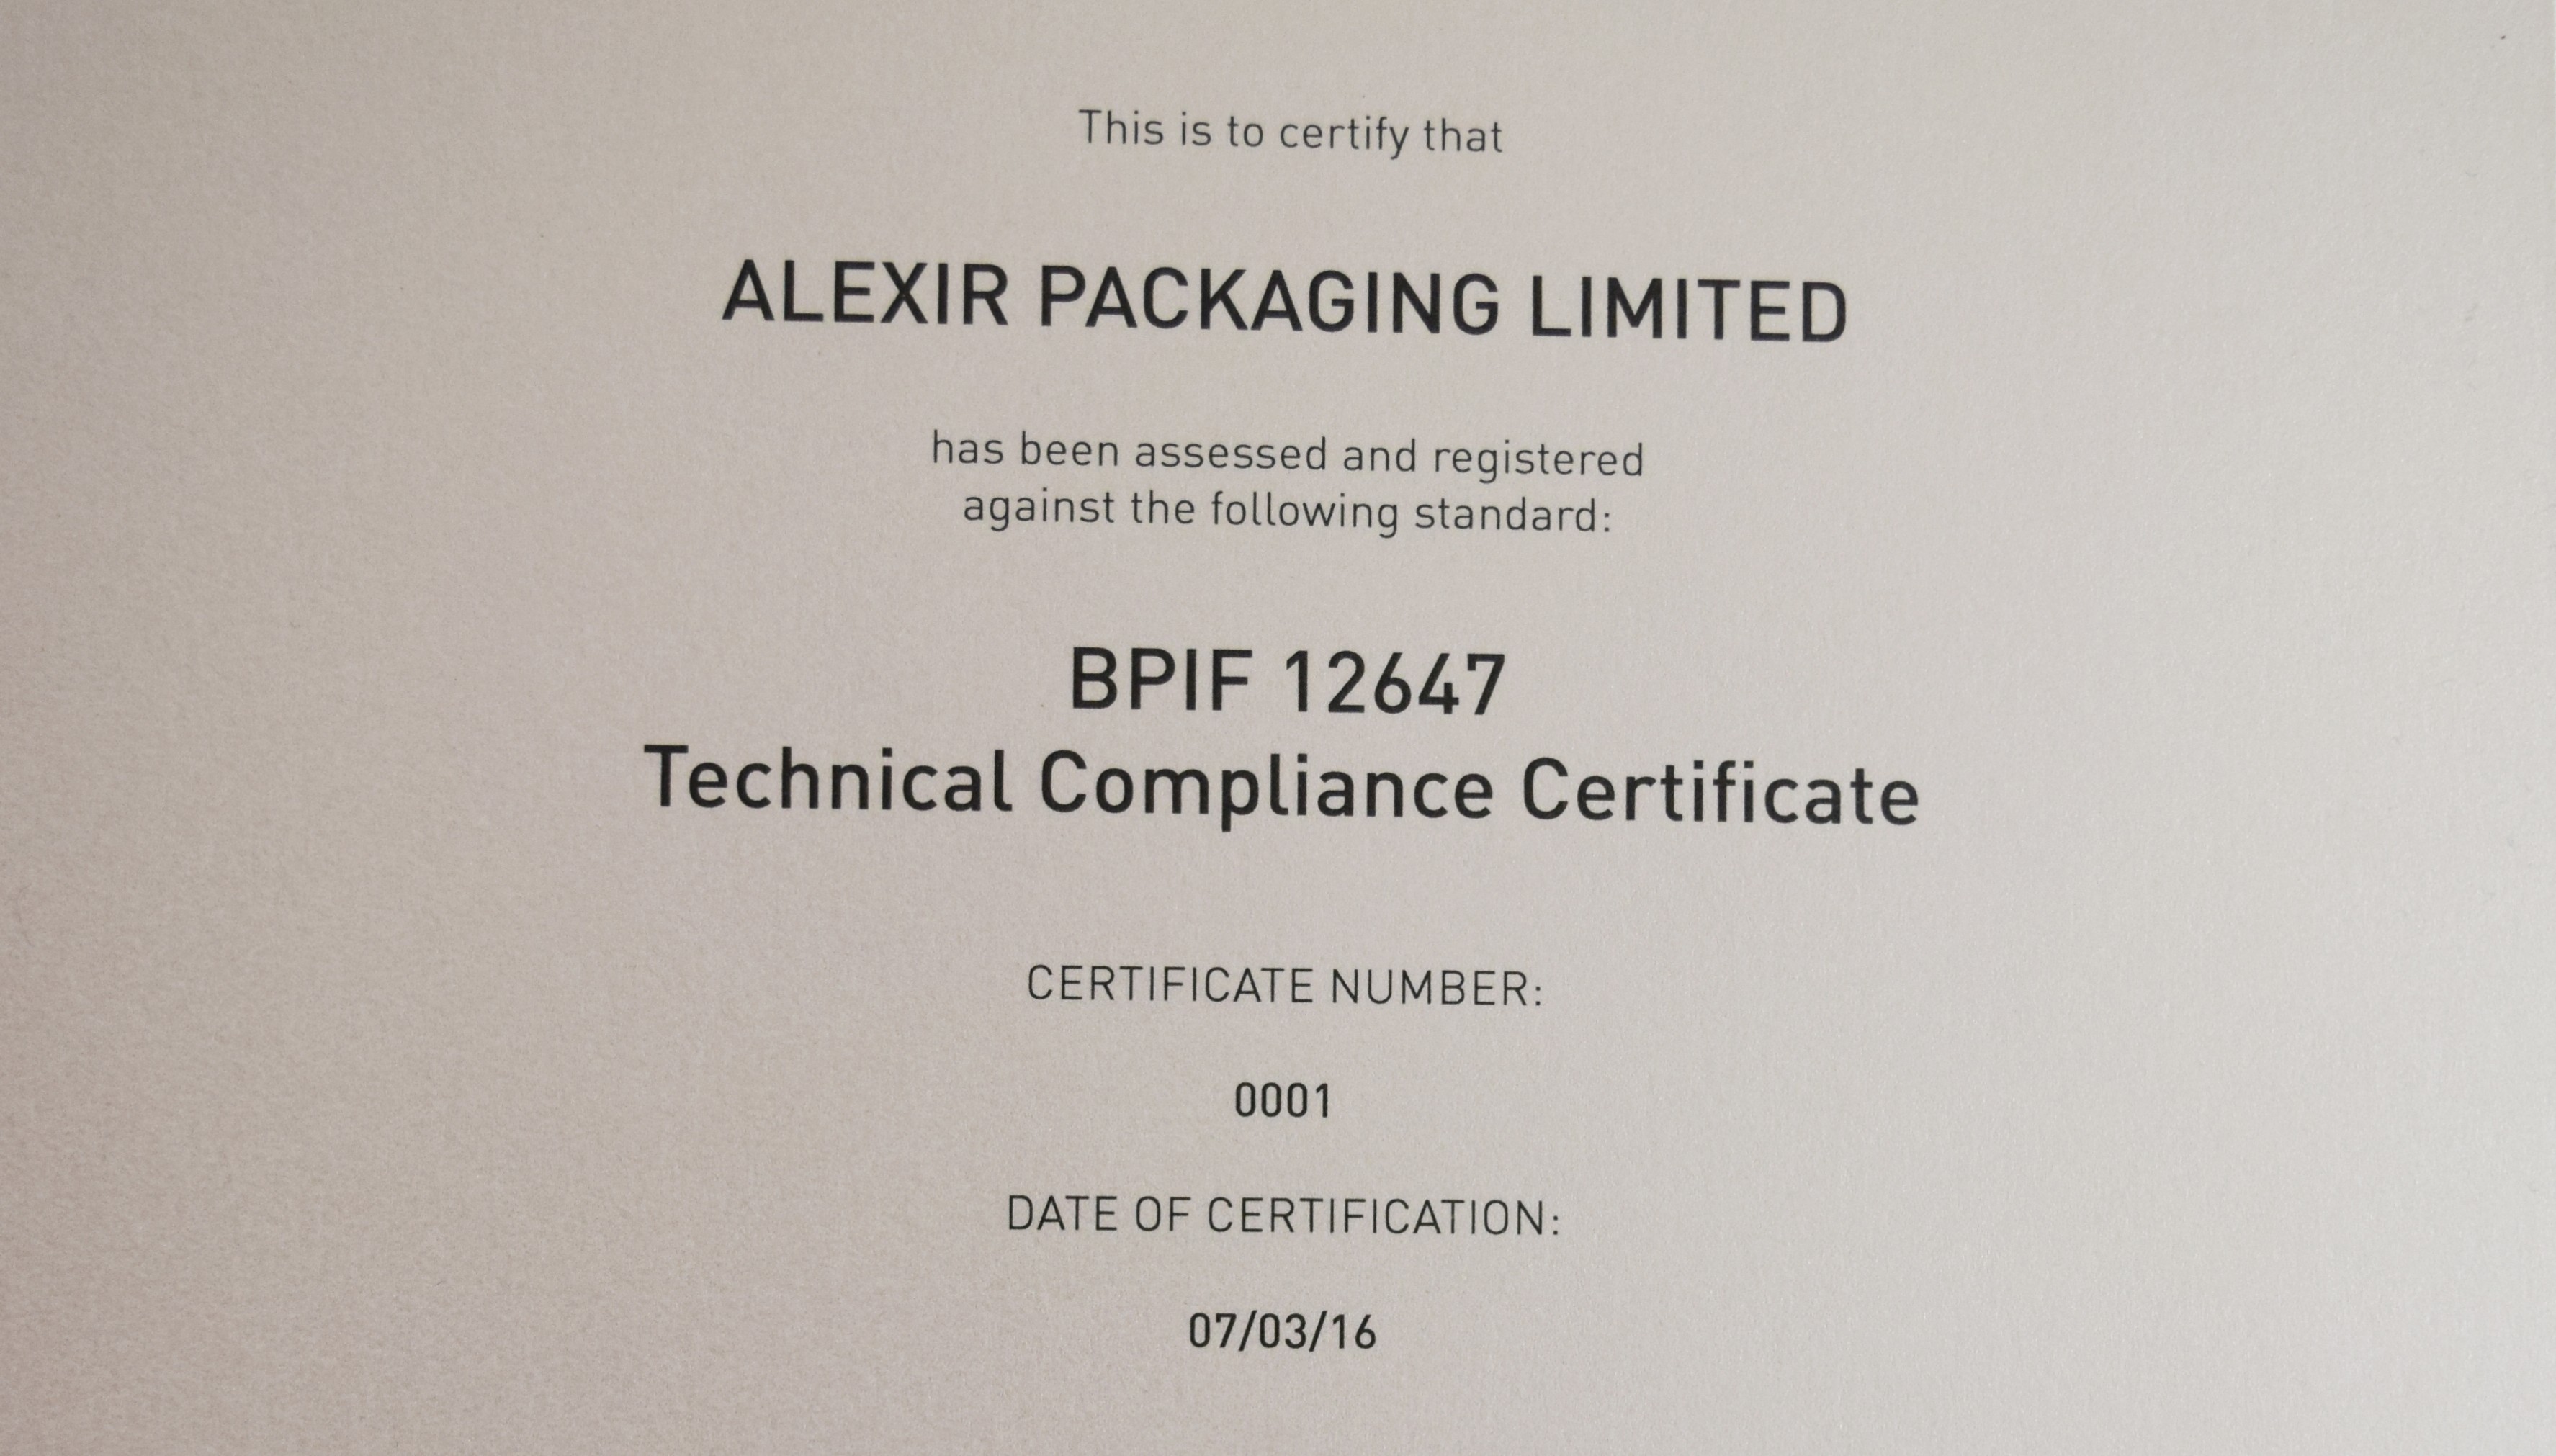 This is to certify that
ALEXIR PACKAGING LIMITED
has been assessed and registered
against the following standard:
BPIF 12647
Technical Compliance Certificate
CERTIFICATE NUMBER:
0001
DATE OF CERTIFICATION:
07/03/16